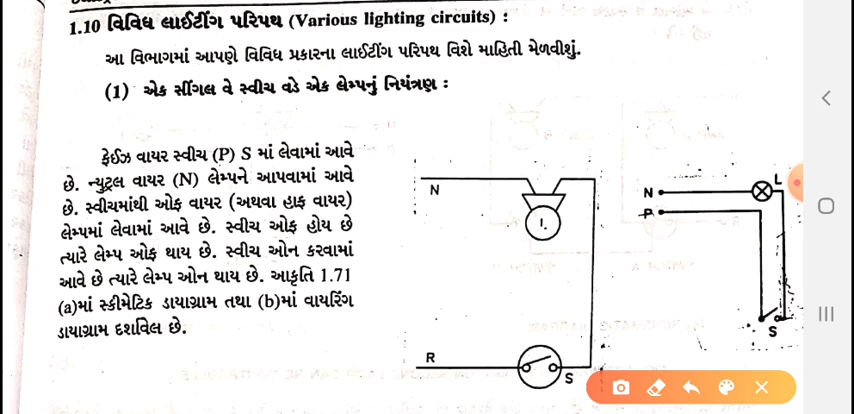 1.10 વિવિધ લાઈટીંગ પરિપથ (Various lighting circuits) :
આ વિભાગમાં આપણે વિવિધ પ્રકારના લાઈટીંગ પરિપથ વિશે માહિતી મેળવીશું.
(1) એક સીંગલ વે સ્વીચ વડે એક લેમ્પનું નિયંત્રણ :
ફેઈઝ વાયર સ્વીચ (P) S માં લેવામાં આવે
છે. ન્યુટ્રલ વાયર (N) લેમ્પને આપવામાં આવે
છે. સ્વીચમાંથી ઓફ વાયર (અથવા હાફ વાયર)
લેમ્પમાં લેવામાં આવે છે. સ્વીચ ઓફ હોય છે
ત્યારે લેમ્પ ઓફ થાય છે. સ્વીચ ઓન કરવામાં
આવે છે ત્યારે લેમ્પ ઓન થાય છે. આકૃતિ 1.71
(a)માં સ્કીમેટિક ડાયાગ્રામ તથા (b)માં વાયરિંગ
ડાયાગ્રામ દર્શાવેલ છે.
N
R
S
L
N
P
S